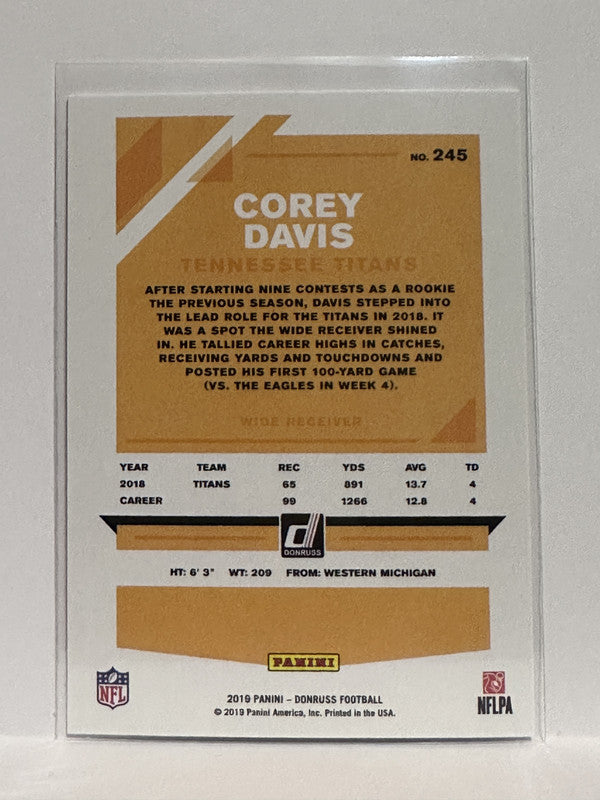 NO. 245
COREY
DAVIS
TENNESSEE TITANS
AFTER STARTING NINE CONTESTS AS A ROOKIE
THE PREVIOUS SEASON, DAVIS STEPPED INTO
THE LEAD ROLE FOR THE TITANS IN 2018. IT
WAS A SPOT THE WIDE RECEIVER SHINED
IN. HE TALLIED CAREER HIGHS IN CATCHES,
RECEIVING YARDS AND TOUCHDOWNS AND
POSTED HIS FIRST 100-YARD GAME
(VS. THE EAGLES IN WEEK 4).
WIDE RECEIVER
YEAR TEAM REC YDS AVG TD
2018 TITANS 65 891 13.7 4
CAREER 99 1266 12.8 4
d
DONRUSS
HT: 6' 3" WT: 209 FROM: WESTERN MICHIGAN
PANINI
NFL
2019 PANINI – DONRUSS FOOTBALL
© 2019 Panini America, Inc. Printed in the USA.
NFLPA